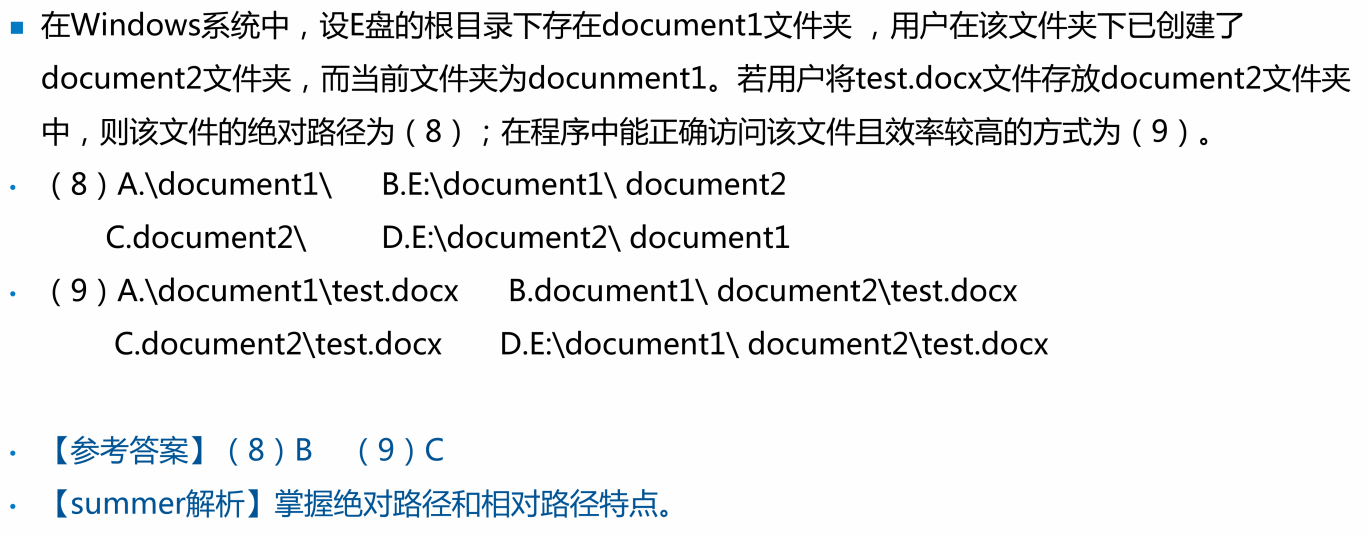 在Windows系统中，设E盘的根目录下存在document1文件夹 ，用户在该文件夹下已创建了
document2文件夹，而当前文件夹为docunment1。若用户将test.docx文件存放document2文件夹
中，则该文件的绝对路径为（8）；在程序中能正确访问该文件且效率较高的方式为（9）。
（8）A.\document1\ B.E:\document1\ document2
C.document2\ D.E:\document2\ document1
（9）A.\document1\test.docx B.document1\ document2\test.docx
C.document2\test.docx D.E:\document1\ document2\test.docx
【参考答案】（8）B （9）C
【summer解析】掌握绝对路径和相对路径特点。